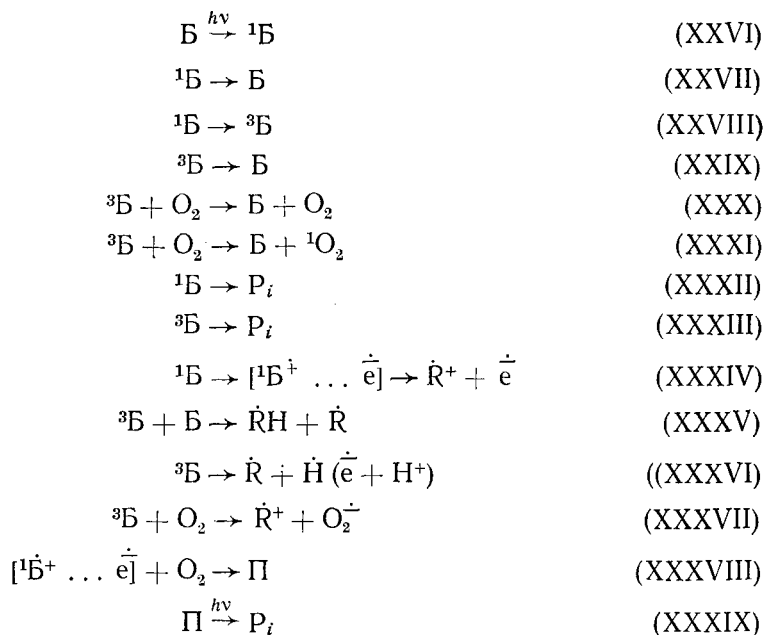 Б hν→ ¹Б (XXVI)
¹Б → Б (XXVII)
¹Б → ³Б (XXVIII)
³Б → Б (XXIX)
³Б + O₂ → Б + O₂ (XXX)
³Б + O₂ → Б + ¹O₂ (XXXI)
¹Б → Pᵢ (XXXII)
³Б → Pᵢ (XXXIII)
¹Б → [¹Б∔ ... ė̅] → Ṙ⁺ + ė̅ (XXXIV)
³Б + Б → ṘH + Ṙ (XXXV)
³Б → Ṙ + Ḣ (ė̅ + H⁺) ((XXXVI)
³Б + O₂ → Ṙ⁺ + O₂∸ (XXXVII)
[¹Ḃ⁺ ... ė̅] + O₂ → П (XXXVIII)
П hν→ Pᵢ (XXXIX)